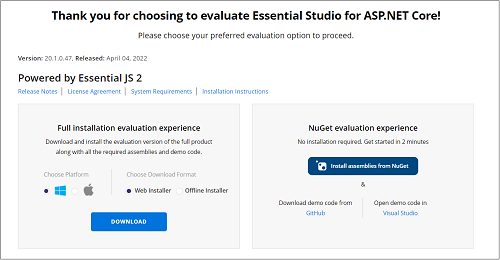 Thank you for choosing to evaluate Essential Studio for ASP.NET Core!
Please choose your preferred evaluation option to proceed.
Version: 20.1.0.47, Released: April 04, 2022
Powered by Essential JS 2
Release Notes | License Agreement | System Requirements | Installation Instructions
Full installation evaluation experience
Download and install the evaluation version of the full product
along with all the required assemblies and demo code.
Choose Platform
Choose Download Format
Web Installer Offline Installer
DOWNLOAD
NuGet evaluation experience
No installation required. Get started in 2 minutes
Install assemblies from NuGet
&
Download demo code from
GitHub
Open demo code in
Visual Studio